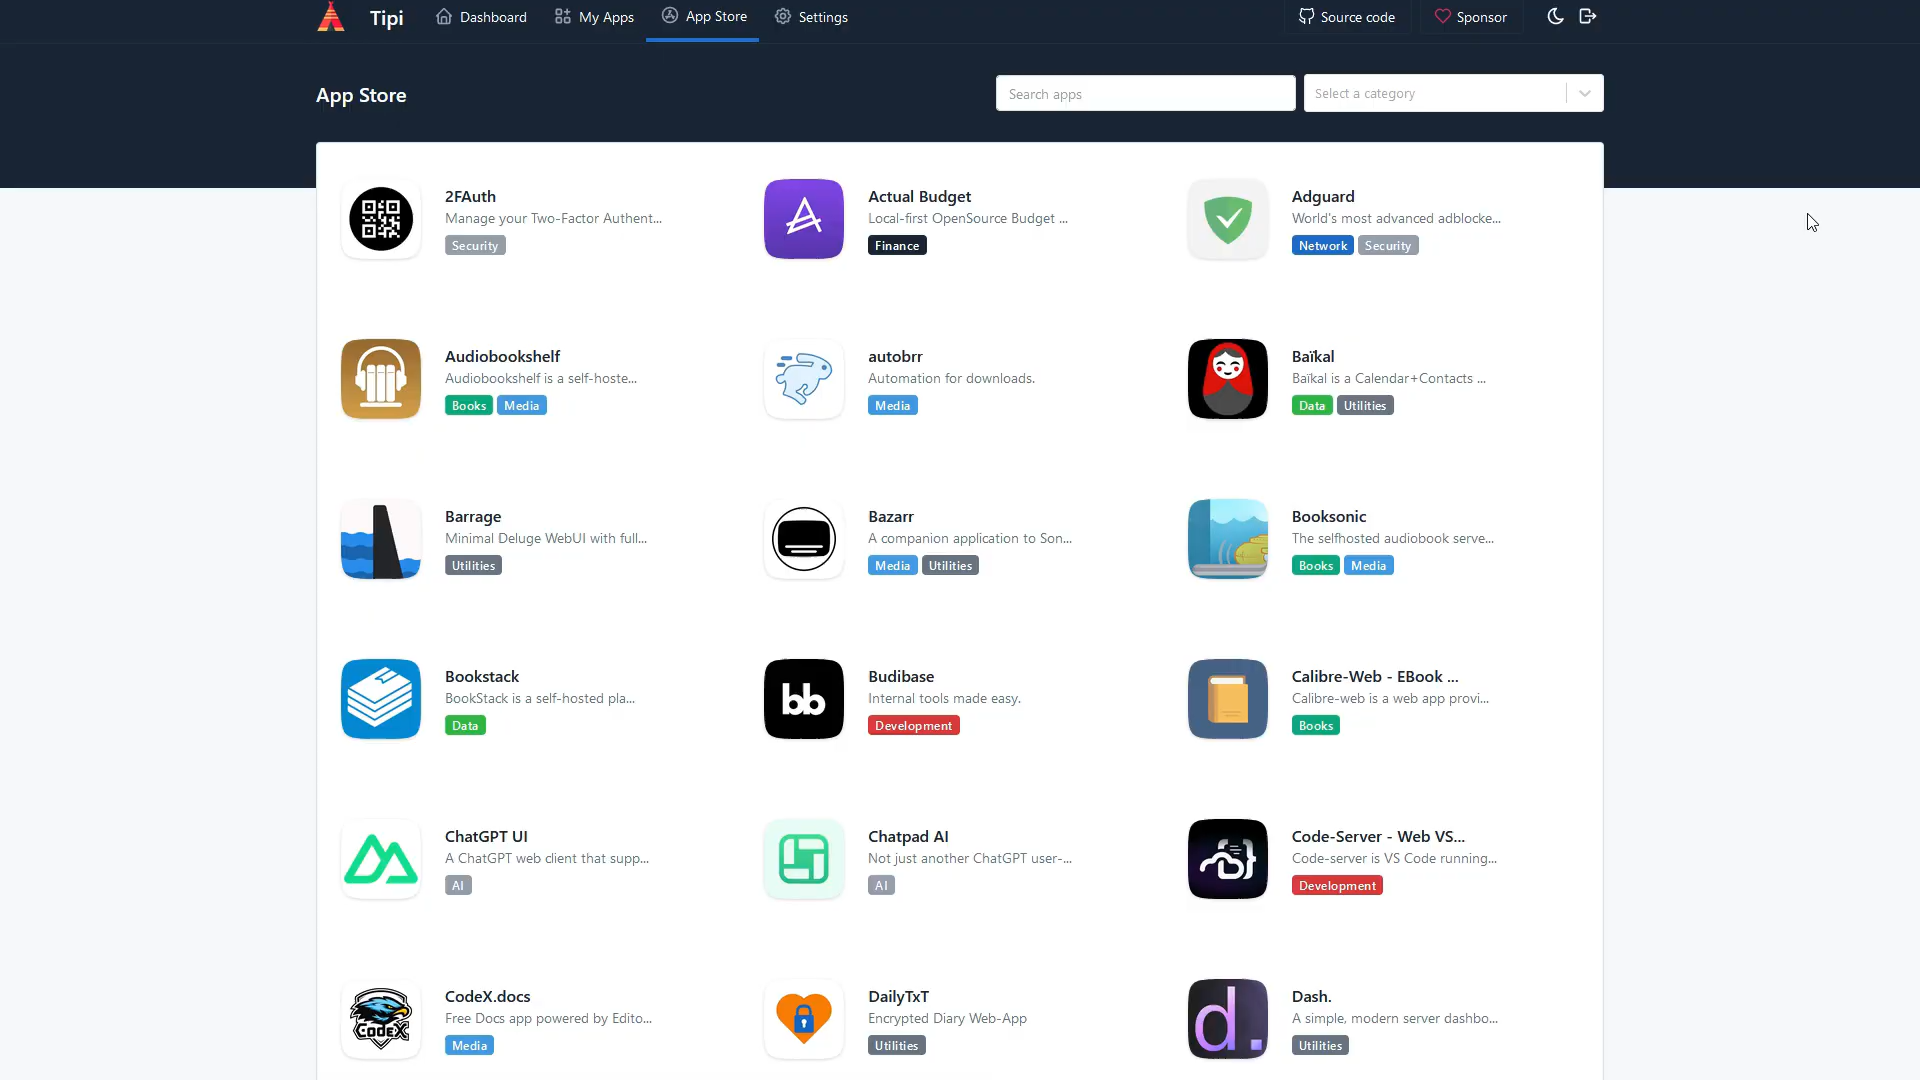 Tipi
Dashboard
My Apps
App Store
Settings
Source code
Sponsor
App Store
Search apps
Select a category
2FAuth
Manage your Two-Factor Authent...
Security
Actual Budget
Local-first OpenSource Budget ...
Finance
Adguard
World's most advanced adblocke...
Network Security
Audiobookshelf
Audiobookshelf is a self-hoste...
Books Media
autobrr
Automation for downloads.
Media
Baïkal
Baïkal is a Calendar+Contacts ...
Data Utilities
Barrage
Minimal Deluge WebUI with full...
Utilities
Bazarr
A companion application to Son...
Media Utilities
Booksonic
The selfhosted audiobook serve...
Books Media
Bookstack
BookStack is a self-hosted pla...
Data
bb
Budibase
Internal tools made easy.
Development
Calibre-Web - EBook ...
Calibre-web is a web app provi...
Books
ChatGPT UI
A ChatGPT web client that supp...
AI
Chatpad AI
Not just another ChatGPT user-...
AI
Code-Server - Web VS...
Code-server is VS Code running...
Development
CodeX
CodeX.docs
Free Docs app powered by Edito...
Media
DailyTxT
Encrypted Diary Web-App
Utilities
d.
Dash.
A simple, modern server dashbo...
Utilities